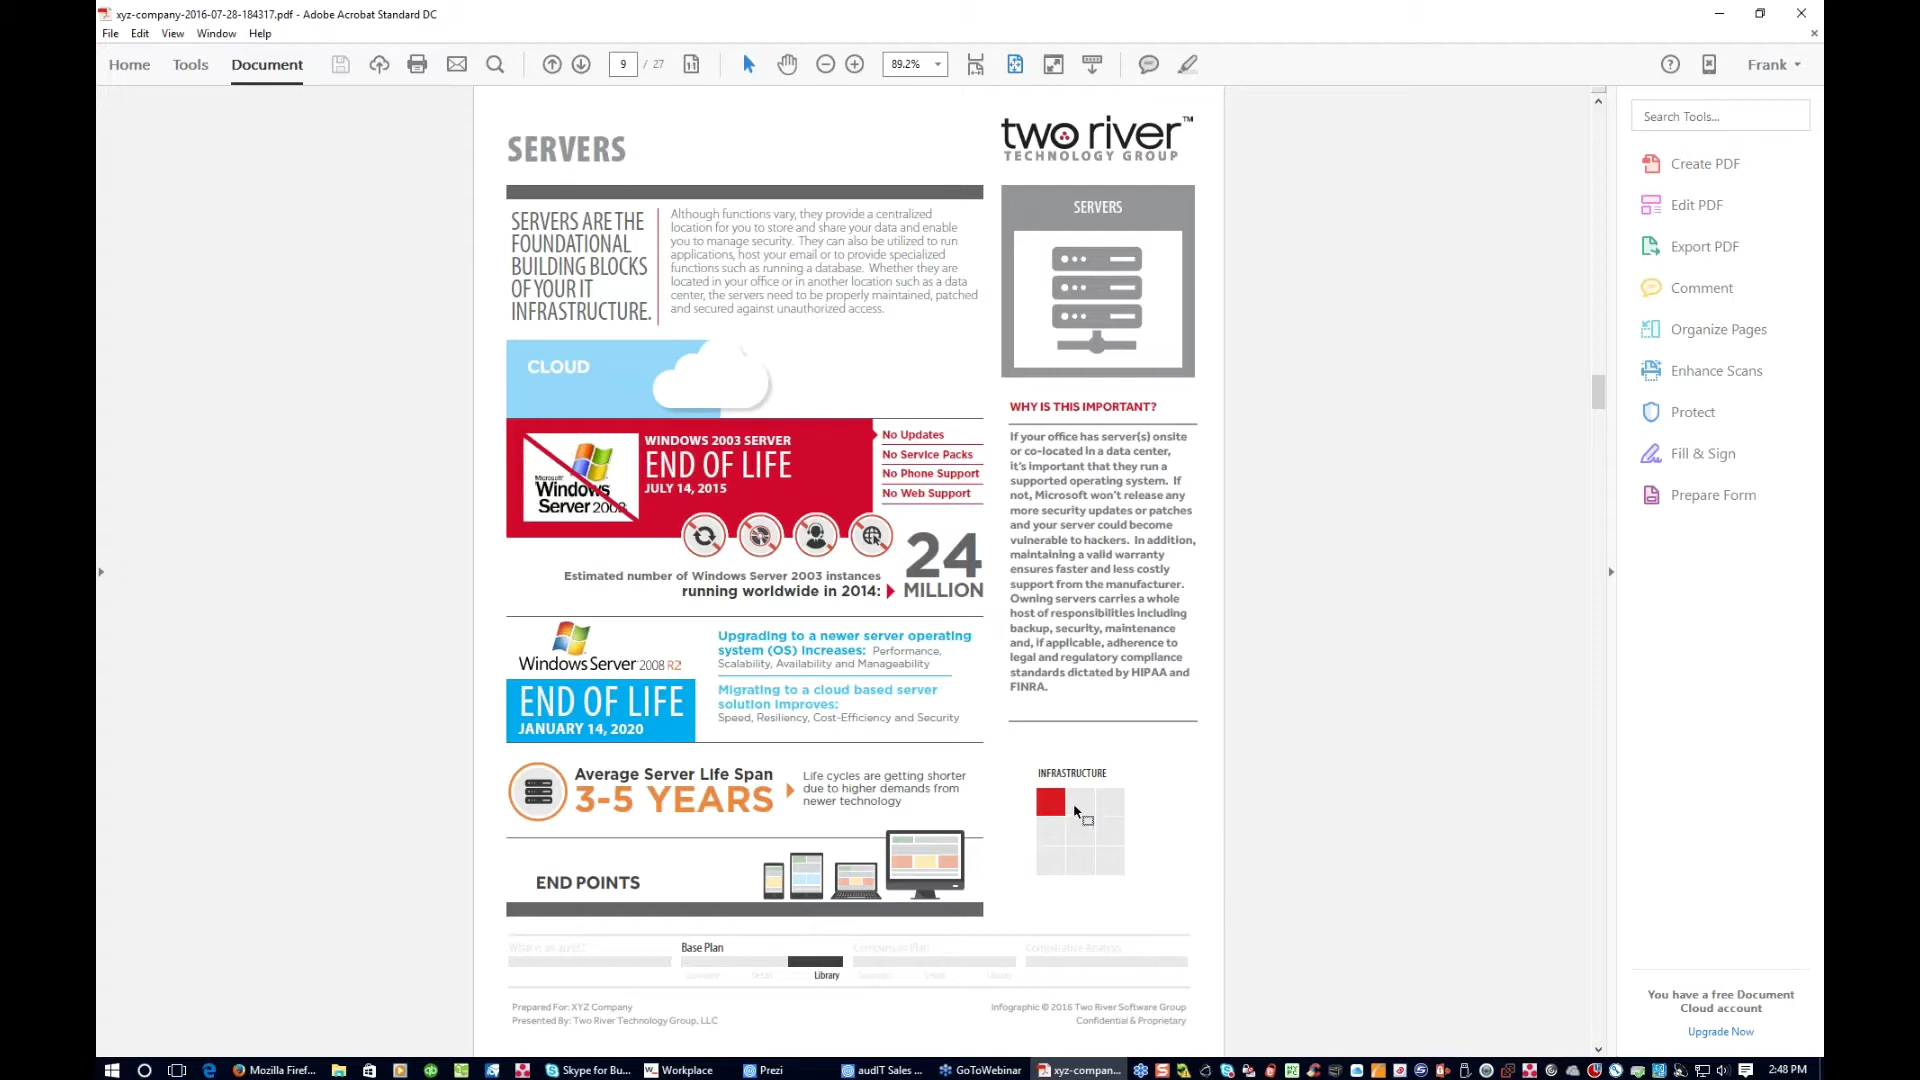 xyz-company-2016-07-28-184317.pdf - Adobe Acrobat Standard DC
File Edit View Window Help
Home Tools Document 9 / 27 89.2% Frank
SERVERS
two river™
TECHNOLOGY GROUP
SERVERS ARE THE
FOUNDATIONAL
BUILDING BLOCKS
OF YOUR IT
INFRASTRUCTURE.
Although functions vary, they provide a centralized
location for you to store and share your data and enable
you to manage security. They can also be utilized to run
applications, host your email or to provide specialized
functions such as running a database. Whether they are
located in your office or in another location such as a data
center, the servers need to be properly maintained, patched
and secured against unauthorized access.
SERVERS
CLOUD
Microsoft
Windows
Server 2003
WINDOWS 2003 SERVER
END OF LIFE
JULY 14, 2015
No Updates
No Service Packs
No Phone Support
No Web Support
Estimated number of Windows Server 2003 instances
running worldwide in 2014:
24
MILLION
Windows Server 2008 R2
END OF LIFE
JANUARY 14, 2020
Upgrading to a newer server operating
system (OS) Increases: Performance,
Scalability, Availability and Manageability
Migrating to a cloud based server
solution improves:
Speed, Resiliency, Cost-Efficiency and Security
Average Server Life Span
3-5 YEARS
Life cycles are getting shorter
due to higher demands from
newer technology
END POINTS
WHY IS THIS IMPORTANT?
If your office has server(s) onsite
or co-located in a data center,
it's important that they run a
supported operating system. If
not, Microsoft won't release any
more security updates or patches
and your server could become
vulnerable to hackers. In addition,
maintaining a valid warranty
ensures faster and less costly
support from the manufacturer.
Owning servers carries a whole
host of responsibilities including
backup, security, maintenance
and, if applicable, adherence to
legal and regulatory compliance
standards dictated by HIPAA and
FINRA.
INFRASTRUCTURE
What is an audit? Base Plan Comparison Plan Comparative Analysis
Detail Library Detail Library
Prepared For: XYZ Company
Presented By: Two River Technology Group, LLC
Infographic © 2016 Two River Software Group
Confidential & Proprietary
Search Tools...
Create PDF
Edit PDF
Export PDF
Comment
Organize Pages
Enhance Scans
Protect
Fill & Sign
Prepare Form
You have a free Document
Cloud account
Upgrade Now
Mozilla Firef... Skype for Bu... Workplace Prezi audIT Sales ... GoToWebinar xyz-compan... 2:48 PM